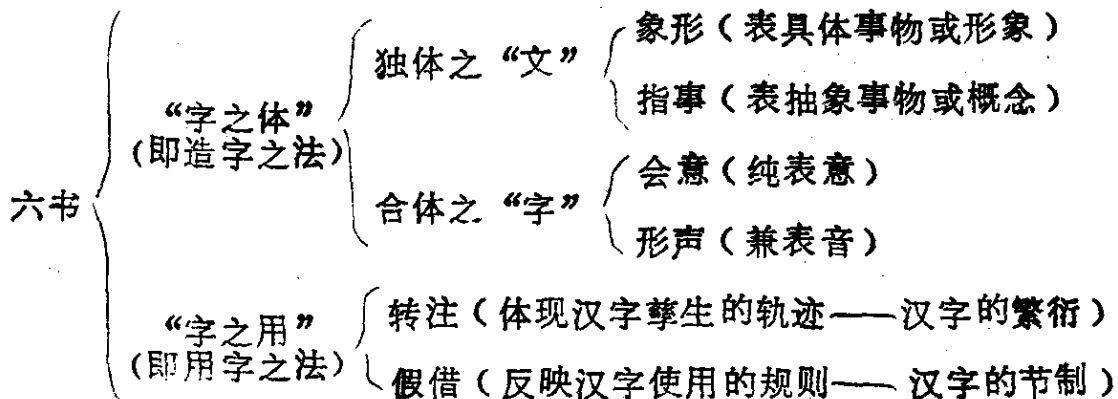 象形（表具体事物或形象）
独体之“文”
指事（表抽象事物或概念）
“字之体”
(即造字之法)
会意（纯表意）
六书
合体之“字”
形声（兼表音）
转注（体现汉字孳生的轨迹——汉字的繁衍）
“字之用”
(即用字之法)
假借（反映汉字使用的规则——汉字的节制）